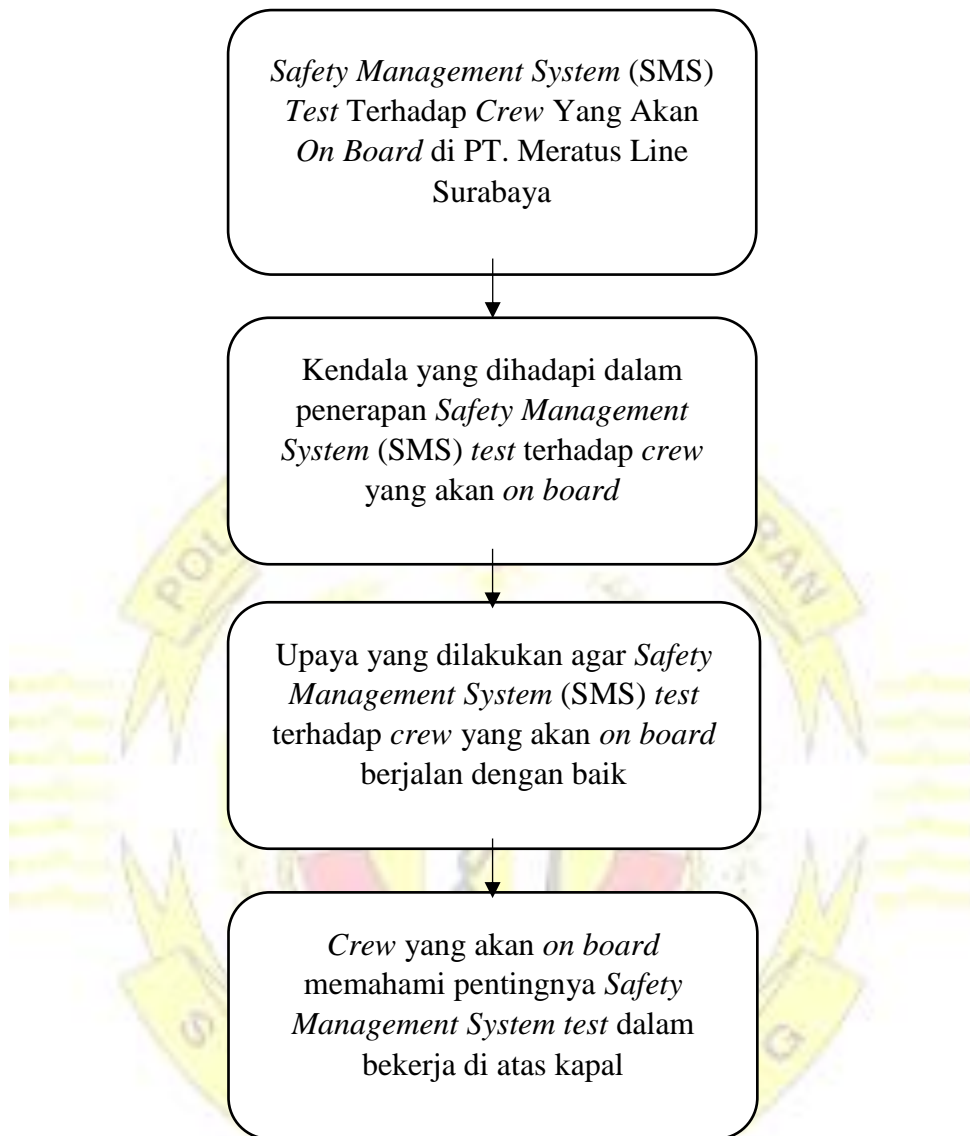 Safety Management System (SMS)
Test Terhadap Crew Yang Akan
On Board di PT. Meratus Line
Surabaya
Kendala yang dihadapi dalam
penerapan Safety Management
System (SMS) test terhadap crew
yang akan on board
Upaya yang dilakukan agar Safety
Management System (SMS) test
terhadap crew yang akan on board
berjalan dengan baik
Crew yang akan on board
memahami pentingnya Safety
Management System test dalam
bekerja di atas kapal